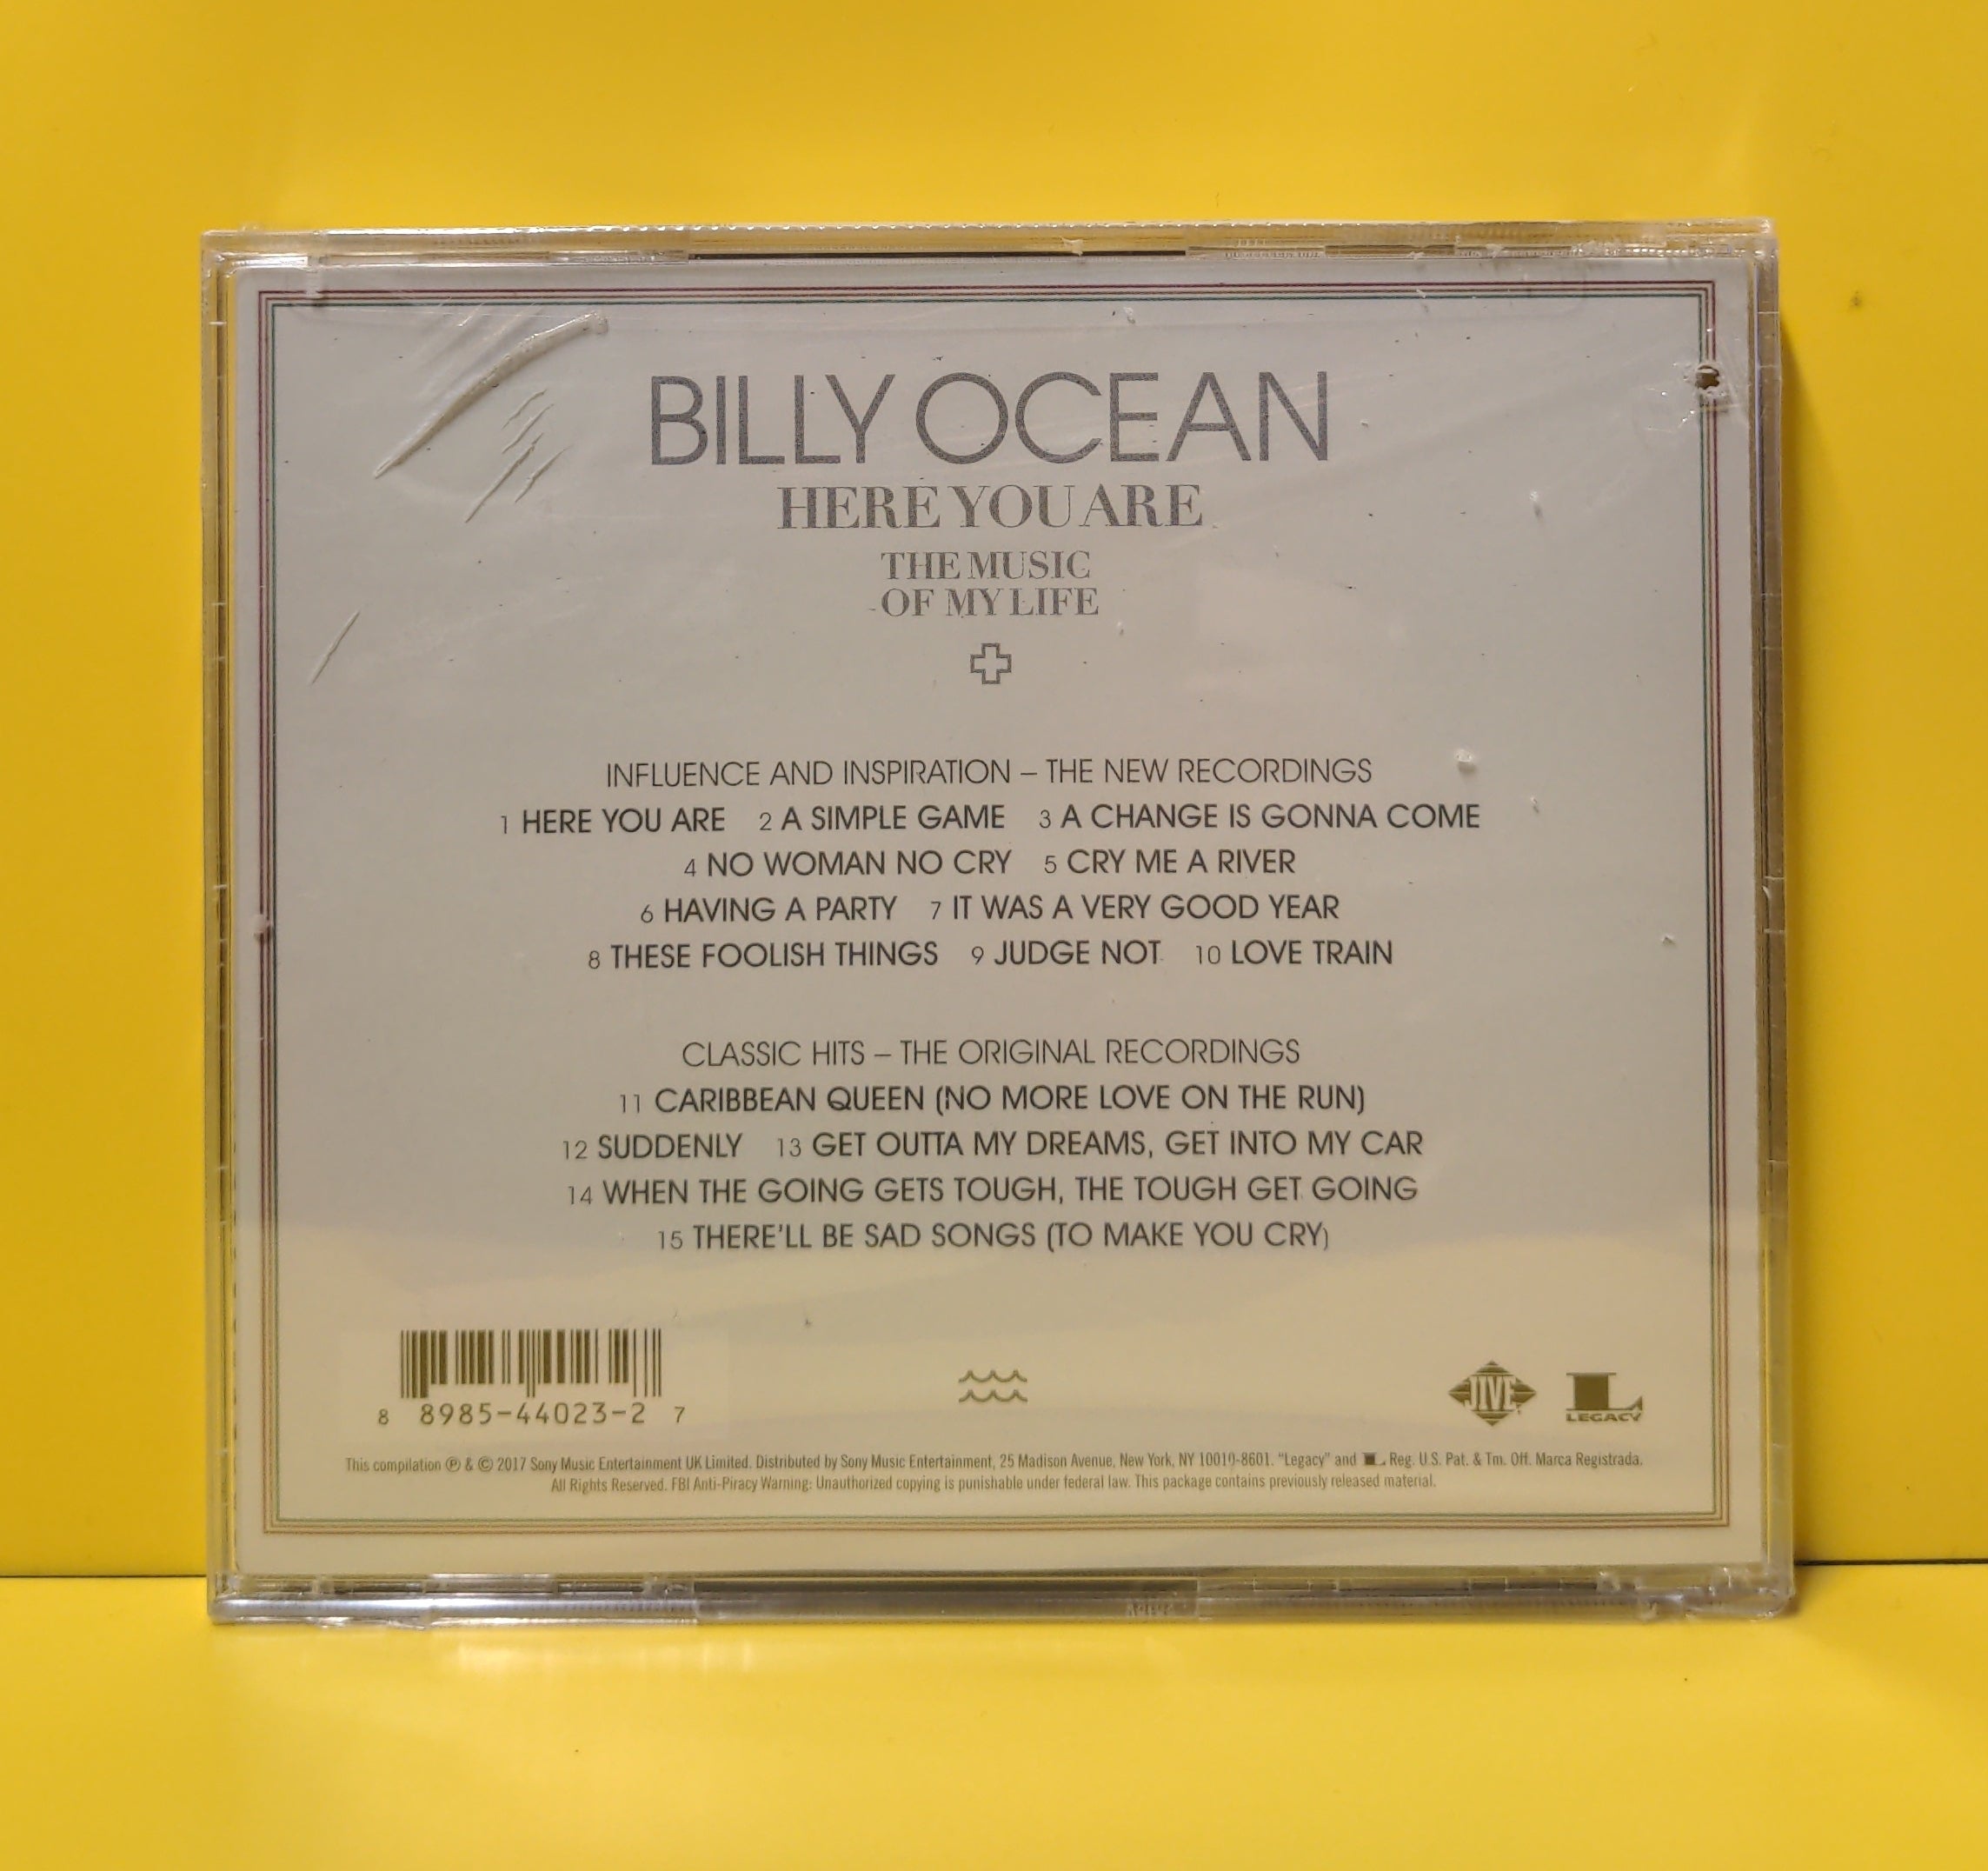 BILLY OCEAN
HERE YOU ARE
THE MUSIC
OF MY LIFE
INFLUENCE AND INSPIRATION – THE NEW RECORDINGS
1 HERE YOU ARE 2 A SIMPLE GAME 3 A CHANGE IS GONNA COME
4 NO WOMAN NO CRY 5 CRY ME A RIVER
6 HAVING A PARTY 7 IT WAS A VERY GOOD YEAR
8 THESE FOOLISH THINGS 9 JUDGE NOT 10 LOVE TRAIN
CLASSIC HITS – THE ORIGINAL RECORDINGS
11 CARIBBEAN QUEEN (NO MORE LOVE ON THE RUN)
12 SUDDENLY 13 GET OUTTA MY DREAMS, GET INTO MY CAR
14 WHEN THE GOING GETS TOUGH, THE TOUGH GET GOING
15 THERE'LL BE SAD SONGS (TO MAKE YOU CRY)
8 8985-44023-2 7
JIVE L LEGACY
This compilation ℗ & © 2017 Sony Music Entertainment UK Limited. Distributed by Sony Music Entertainment, 25 Madison Avenue, New York, NY 10010-8601. "Legacy" and L Reg. U.S. Pat. & Tm. Off. Marca Registrada.
All Rights Reserved. FBI Anti-Piracy Warning: Unauthorized copying is punishable under federal law. This package contains previously released material.